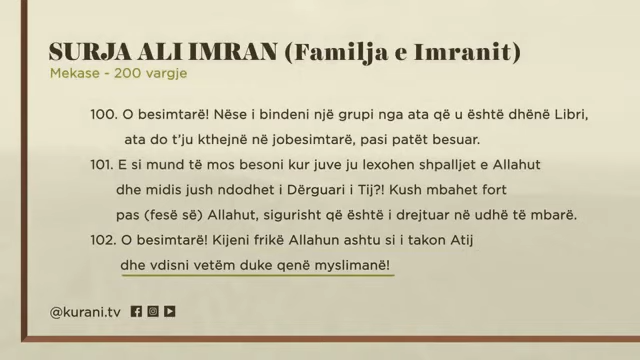 SURJA ALI IMRAN (Familja e Imranit)
Mekase - 200 vargje
100. O besimtarë! Nëse i bindeni një grupi nga ata që u është dhënë Libri,
ata do t'ju kthejnë në jobesimtarë, pasi patët besuar.
101. E si mund të mos besoni kur juve ju lexohen shpalljet e Allahut
dhe midis jush ndodhet i Dërguari i Tij?! Kush mbahet fort
pas (fesë së) Allahut, sigurisht që është i drejtuar në udhë të mbarë.
102. O besimtarë! Kijeni frikë Allahun ashtu si i takon Atij
dhe vdisni vetëm duke qenë myslimanë!
@kurani.tv